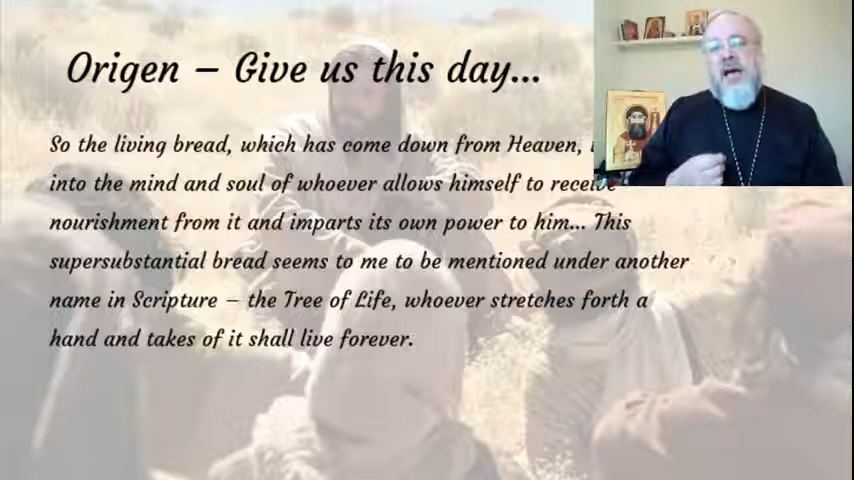 Origen – Give us this day...
So the living bread, which has come down from Heaven,
into the mind and soul of whoever allows himself to receive
nourishment from it and imparts its own power to him... This
supersubstantial bread seems to me to be mentioned under another
name in Scripture – the Tree of Life, whoever stretches forth a
hand and takes of it shall live forever.